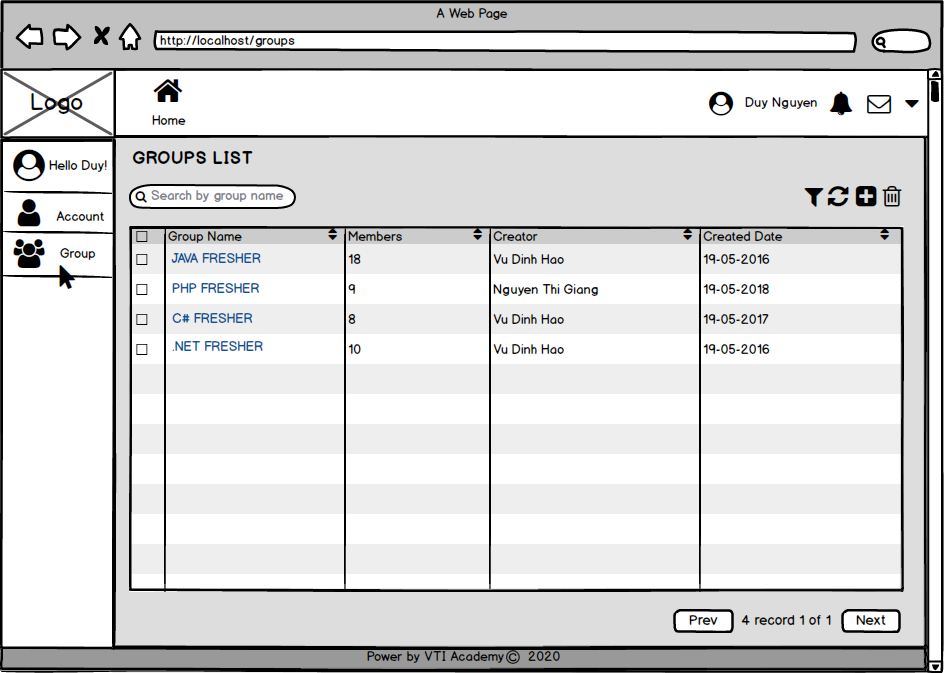 A Web Page
http://localhost/groups
Logo
Home
Duy Nguyen
Hello Duy!
Account
Group
GROUPS LIST
Search by group name
Group Name Members Creator Created Date
JAVA FRESHER 18 Vu Dinh Hao 19-05-2016
PHP FRESHER 9 Nguyen Thi Giang 19-05-2018
C# FRESHER 8 Vu Dinh Hao 19-05-2017
.NET FRESHER 10 Vu Dinh Hao 19-05-2016
Prev 4 record 1 of 1 Next
Power by VTI Academy© 2020